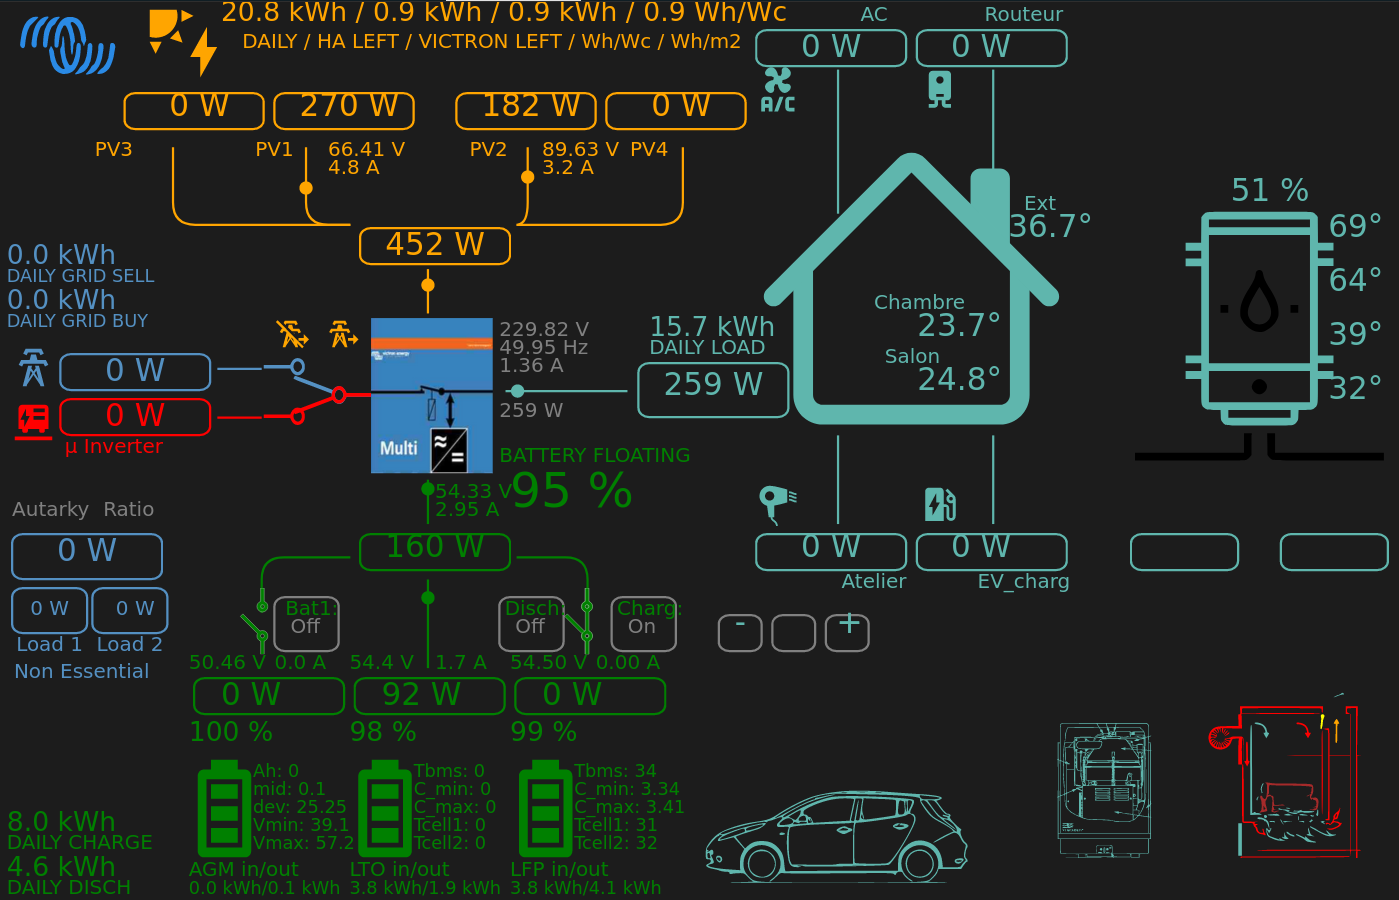 20.8 kWh / 0.9 kWh / 0.9 kWh / 0.9 Wh/Wc
DAILY / HA LEFT / VICTRON LEFT / Wh/Wc / Wh/m2
AC
Routeur
0 W
0 W
A/C
0 W
270 W
182 W
0 W
PV3
PV1
66.41 V
4.8 A
PV2
89.63 V
3.2 A
PV4
452 W
0.0 kWh
DAILY GRID SELL
0.0 kWh
DAILY GRID BUY
0 W
0 W
µ Inverter
229.82 V
49.95 Hz
1.36 A
259 W
Multi
15.7 kWh
DAILY LOAD
259 W
Ext
36.7°
Chambre
23.7°
Salon
24.8°
51 %
69°
64°
39°
32°
BATTERY FLOATING
95 %
54.33 V
2.95 A
160 W
Autarky Ratio
0 W
0 W
0 W
Load 1
Load 2
Non Essential
0 W
0 W
Atelier
EV_charg
Bat1:
Off
Disch:
Off
Charg:
On
-
+
50.46 V 0.0 A
54.4 V 1.7 A
54.50 V 0.00 A
0 W
92 W
0 W
100 %
98 %
99 %
Ah: 0
mid: 0.1
dev: 25.25
Vmin: 39.1
Vmax: 57.2
Tbms: 0
C_min: 0
C_max: 0
Tcell1: 0
Tcell2: 0
Tbms: 34
C_min: 3.34
C_max: 3.41
Tcell1: 31
Tcell2: 32
8.0 kWh
DAILY CHARGE
4.6 kWh
DAILY DISCH
AGM in/out
0.0 kWh/0.1 kWh
LTO in/out
3.8 kWh/1.9 kWh
LFP in/out
3.8 kWh/4.1 kWh